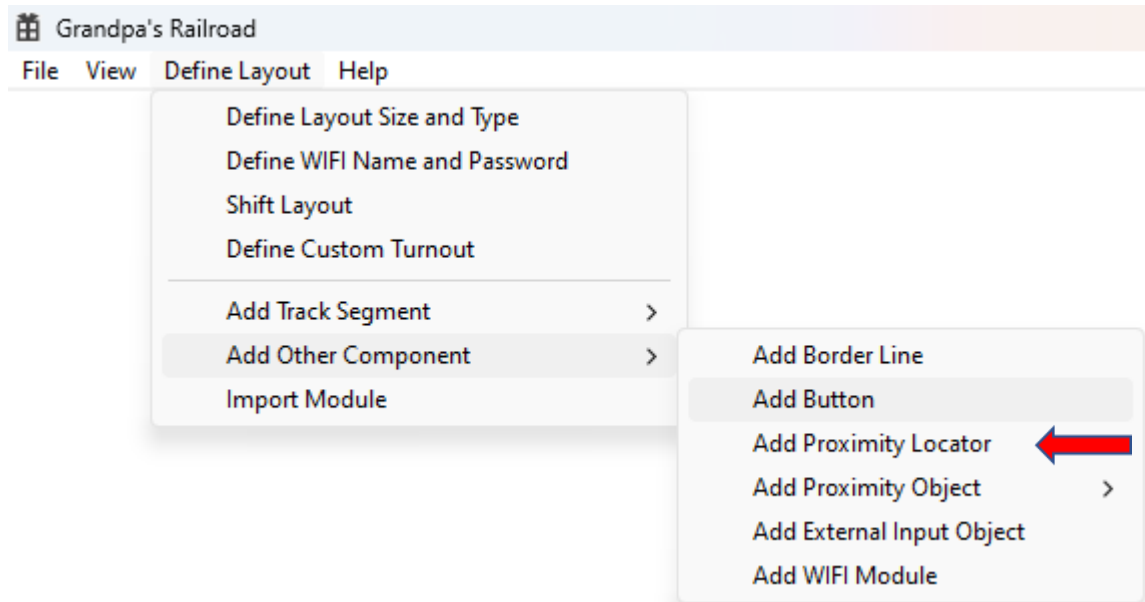 Grandpa's Railroad
File View Define Layout Help
Define Layout Size and Type
Define WIFI Name and Password
Shift Layout
Define Custom Turnout
Add Track Segment
Add Other Component
Import Module
Add Border Line
Add Button
Add Proximity Locator
Add Proximity Object
Add External Input Object
Add WIFI Module